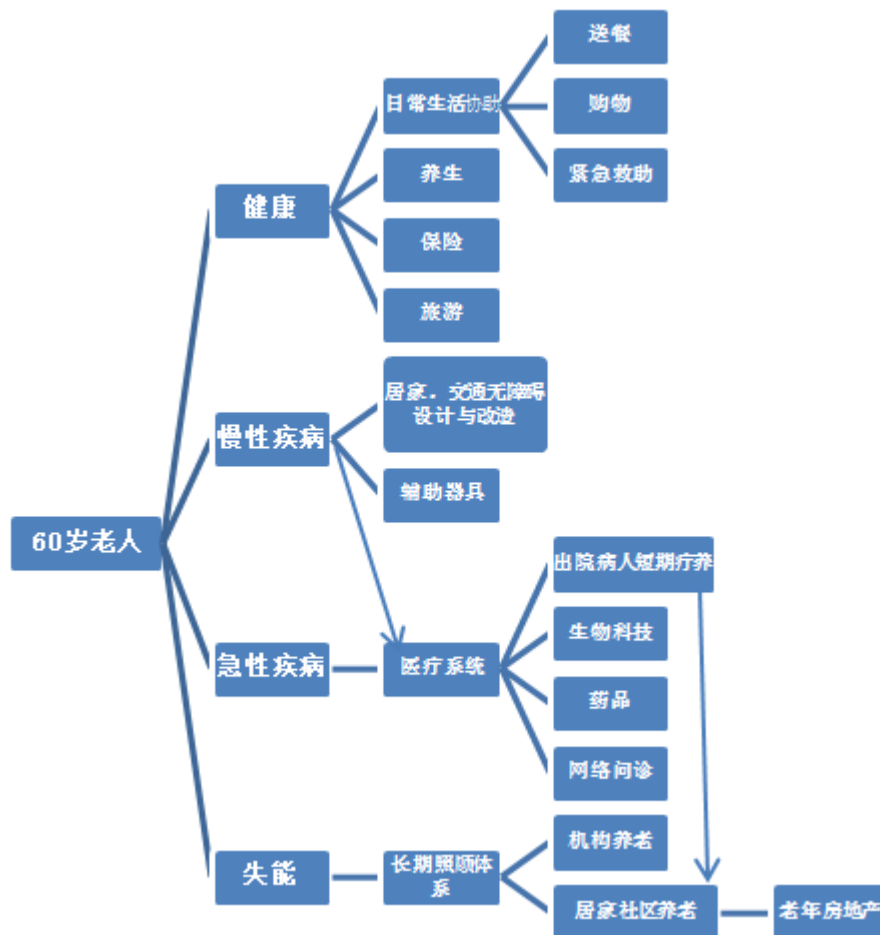 送餐
日常生活协助
购物
养生
紧急救助
健康
保险
旅游
居家．交通无障碍
设计与改造
慢性疾病
辅助器具
60岁老人
出院病人短期疗养
生物科技
急性疾病
医疗系统
药品
网络问诊
机构养老
失能
长期照顾体
系
居家社区养老
老年房地产